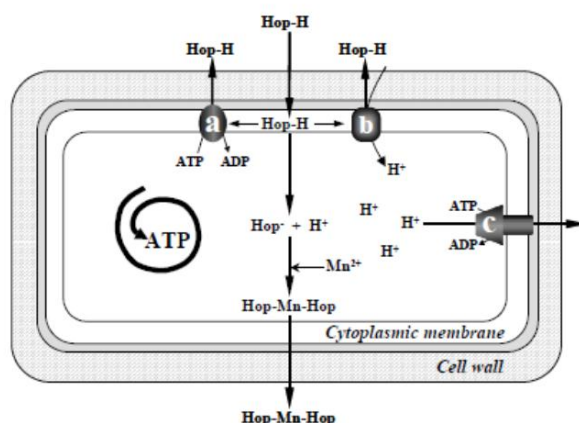 Hop-H
Hop-H Hop-H
a Hop-H b
ATP ADP
H⁺
H⁺
ATP
Hop⁻ + H⁺ H⁺ c
ATP
H⁺ ADP
Mn²⁺
Hop-Mn-Hop
Cytoplasmic membrane
Cell wall
Hop-Mn-Hop